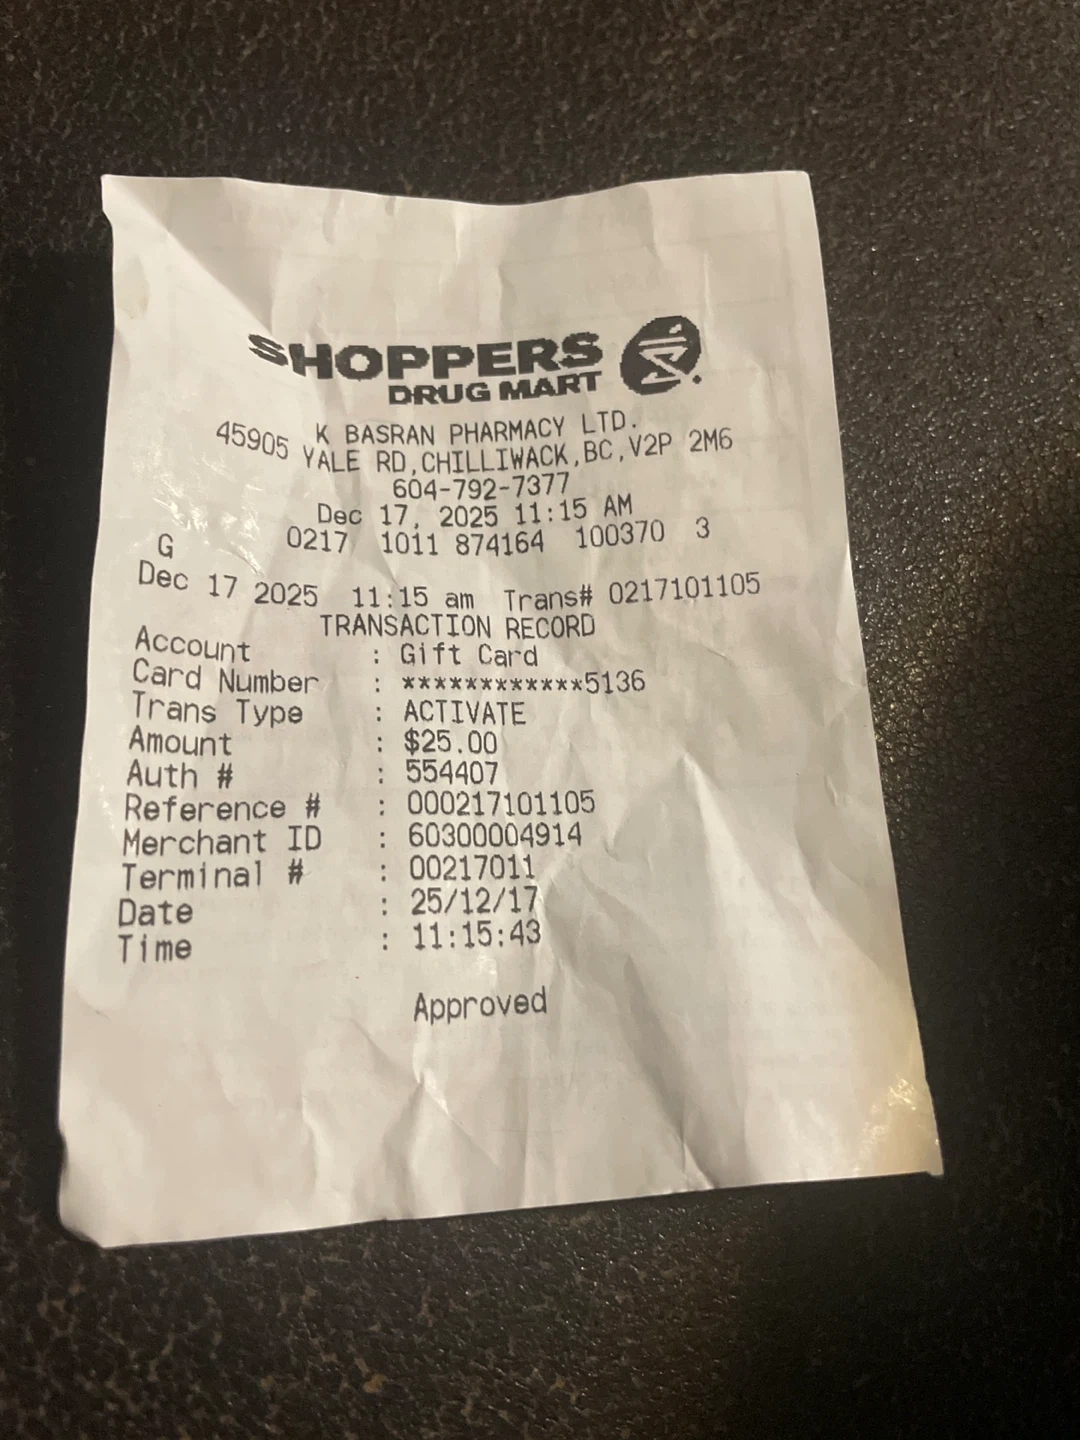 SHOPPERS
DRUG MART
K BASRAN PHARMACY LTD.
45905 YALE RD,CHILLIWACK,BC,V2P 2M6
604-792-7377
Dec 17, 2025 11:15 AM
G 0217 1011 874164 100370 3
Dec 17 2025 11:15 am Trans# 0217101105
TRANSACTION RECORD
Account : Gift Card
Card Number : ************5136
Trans Type : ACTIVATE
Amount : $25.00
Auth # : 554407
Reference # : 000217101105
Merchant ID : 60300004914
Terminal # : 00217011
Date : 25/12/17
Time : 11:15:43
Approved